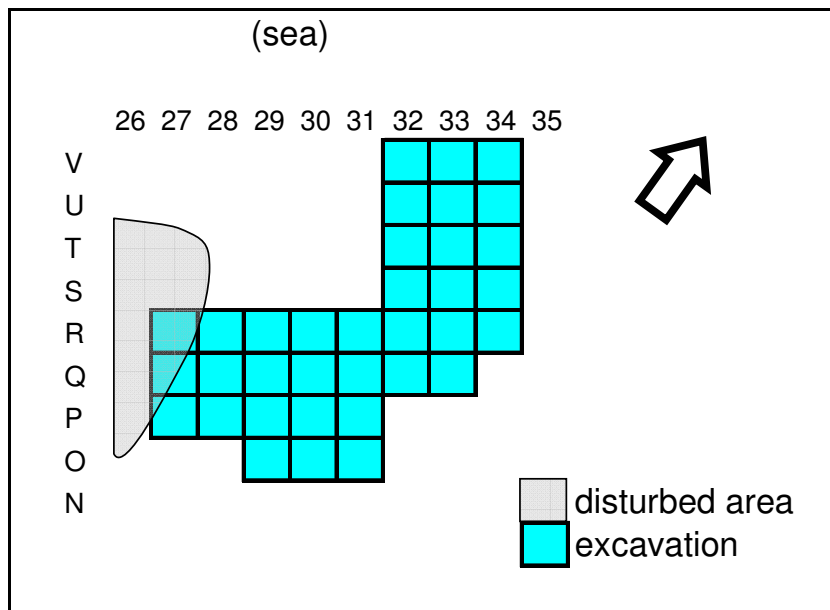 (sea)
26 27 28 29 30 31 32 33 34 35
V
U
T
S
R
Q
P
O
N
disturbed area
excavation